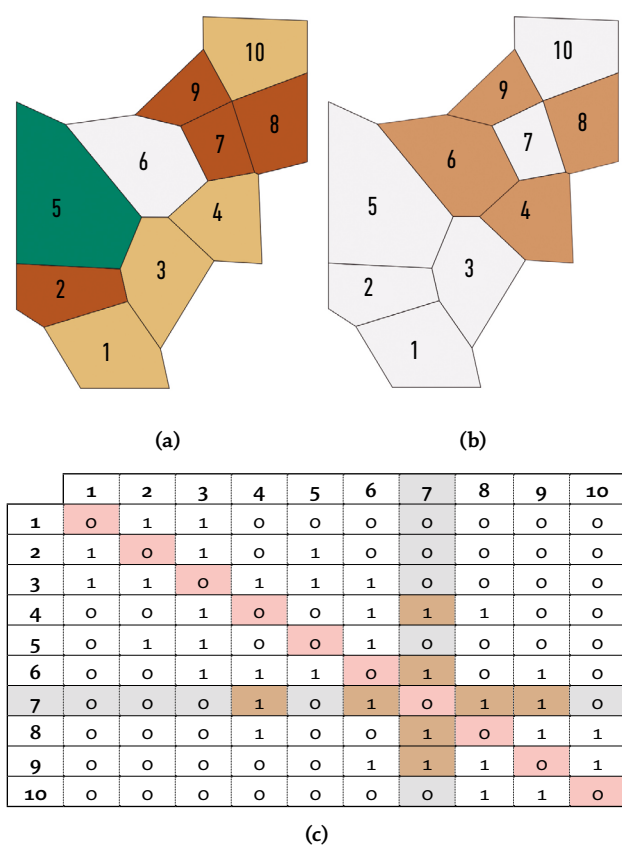 10 10
9 9
8 8
7 7
6 6
5 5
4 4
3 3
2 2
1 1
(a) (b)
1 2 3 4 5 6 7 8 9 10
1 0 1 1 0 0 0 0 0 0 0
2 1 0 1 0 1 0 0 0 0 0
3 1 1 0 1 1 1 0 0 0 0
4 0 0 1 0 0 1 1 1 0 0
5 0 1 1 0 0 1 0 0 0 0
6 0 0 1 1 1 0 1 0 1 0
7 0 0 0 1 0 1 0 1 1 0
8 0 0 0 1 0 0 1 0 1 1
9 0 0 0 0 0 1 1 1 0 1
10 0 0 0 0 0 0 0 1 1 0
(c)